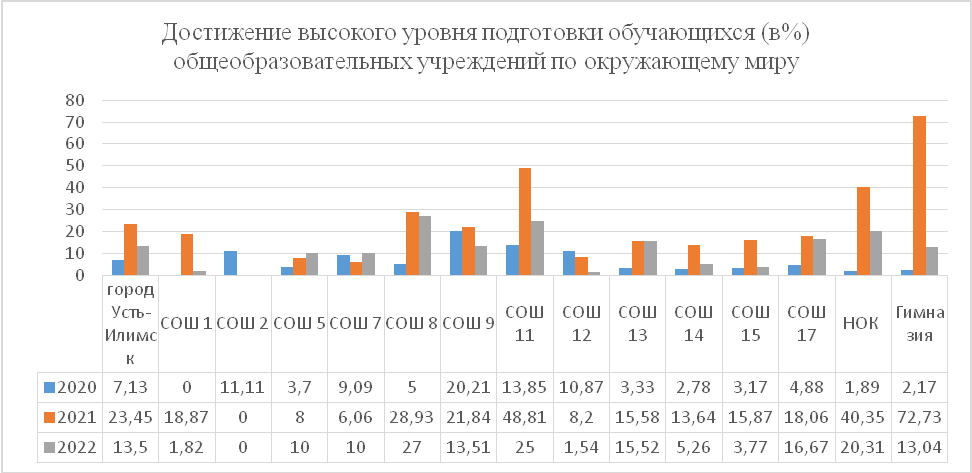 Достижение высокого уровня подготовки обучающихся (в%)
общеобразовательных учреждений по окружающему миру
80
70
60
50
40
30
20
10
0
город Усть-Илимск СОШ 1 СОШ 2 СОШ 5 СОШ 7 СОШ 8 СОШ 9 СОШ 11 СОШ 12 СОШ 13 СОШ 14 СОШ 15 СОШ 17 НОК Гимназия
2020 7,13 0 11,11 3,7 9,09 5 20,21 13,85 10,87 3,33 2,78 3,17 4,88 1,89 2,17
2021 23,45 18,87 0 8 6,06 28,93 21,84 48,81 8,2 15,58 13,64 15,87 18,06 40,35 72,73
2022 13,5 1,82 0 10 10 27 13,51 25 1,54 15,52 5,26 3,77 16,67 20,31 13,04